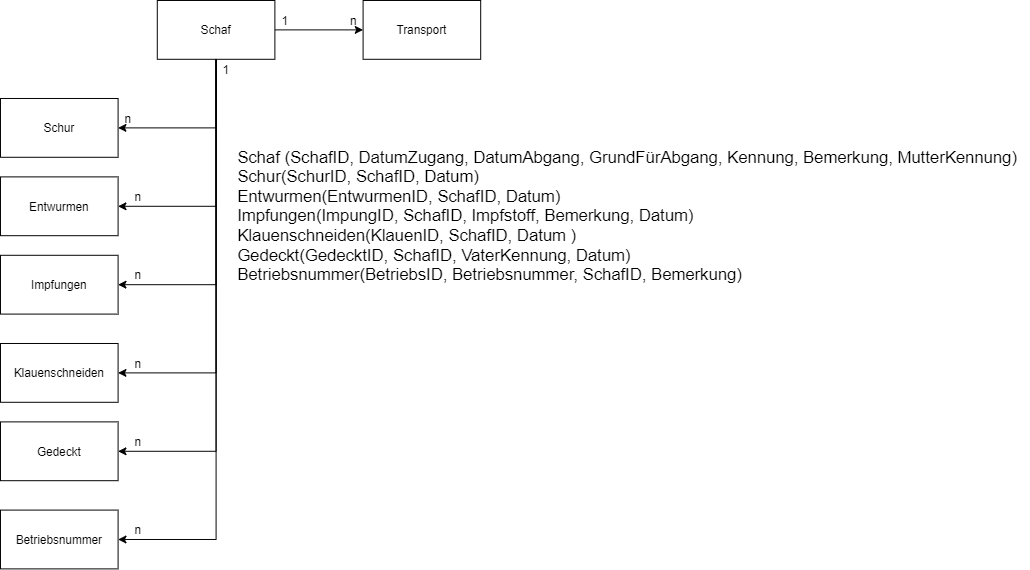 Schaf
1
n
Transport
1
n
Schur
Schaf (SchafID, DatumZugang, DatumAbgang, GrundFürAbgang, Kennung, Bemerkung, MutterKennung)
Schur(SchurID, SchafID, Datum)
n
Entwurmen
Entwurmen(EntwurmenID, SchafID, Datum)
Impfungen(ImpungID, SchafID, Impfstoff, Bemerkung, Datum)
Klauenschneiden(KlauenID, SchafID, Datum )
Gedeckt(GedecktID, SchafID, VaterKennung, Datum)
Betriebsnummer(BetriebsID, Betriebsnummer, SchafID, Bemerkung)
n
Impfungen
n
Klauenschneiden
n
Gedeckt
n
Betriebsnummer